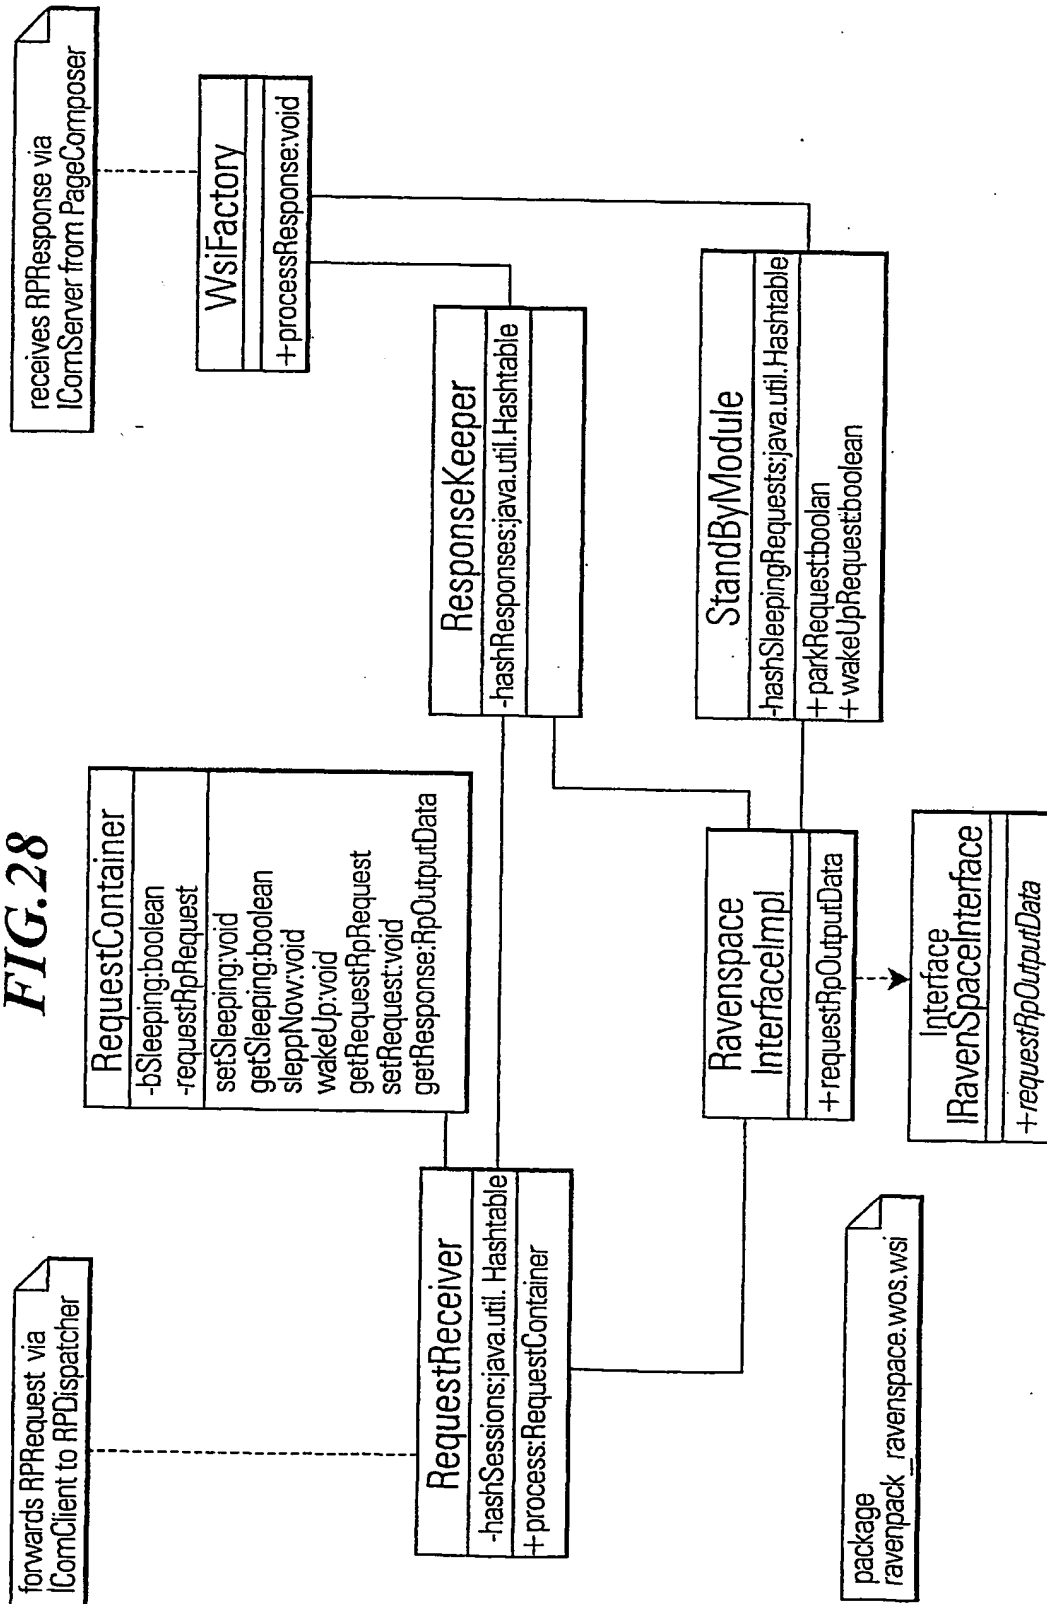 FIG.28
forwards RPRequest via
IComClient to RPDispatcher
receives RPResponse via
IComServer from PageComposer
RequestContainer
-bSleeping:boolean
-requestRpRequest
setSleeping:void
getSleeping:boolean
sleppNow:void
wakeUp:void
getRequestRpRequest
setRequest:void
getResponse:RpOutputData
WsiFactory
+processResponse:void
RequestReceiver
-hashSessions:java.util. Hashtable
+process:RequestContainer
ResponseKeeper
-hashResponses:java.util.Hashtable
Ravenspace
InterfaceImpl
+requestRpOutputData
StandByModule
-hashSleepingRequests:java.util.Hashtable
+parkRequest:boolan
+wakeUpRequest:boolean
package
ravenpack_ravenspace.wos.wsi
Interface
IRavenSpaceInterface
+requestRpOutputData